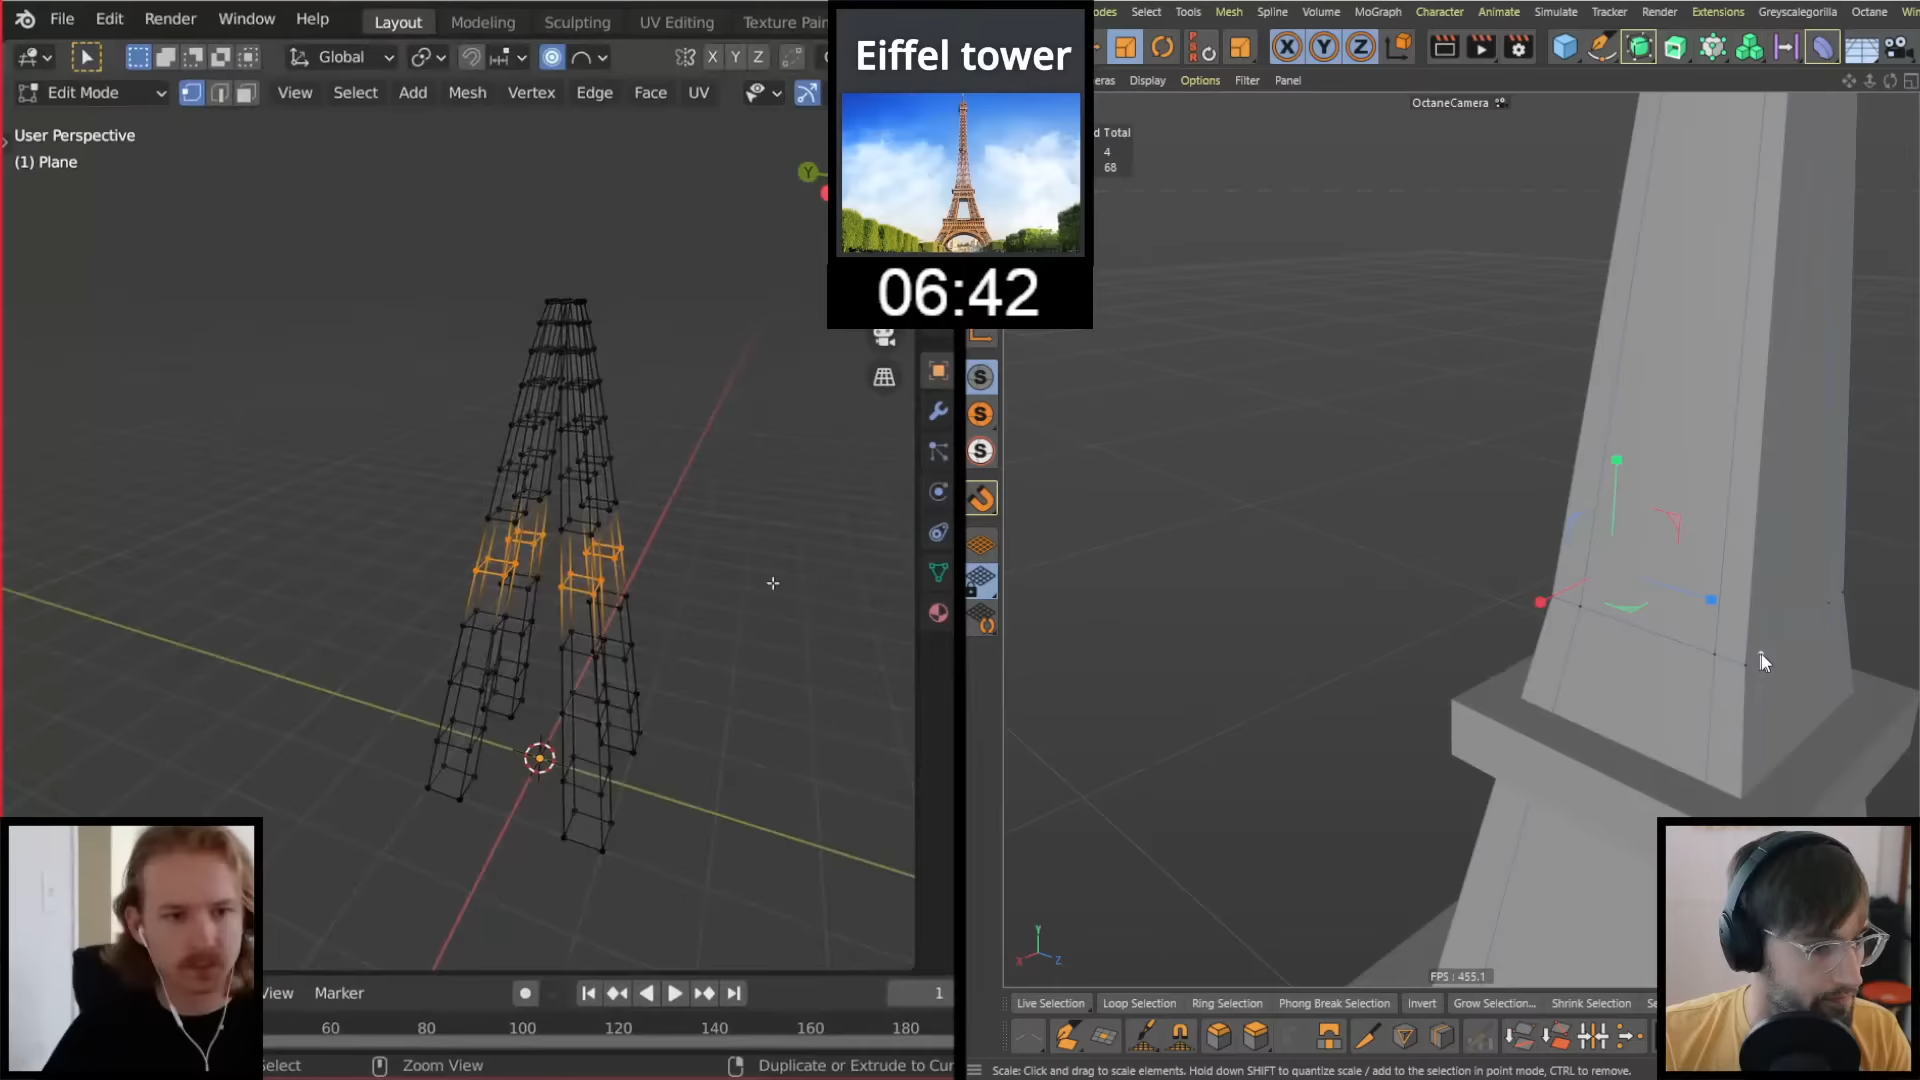 File Edit Render Window Help
Layout Modeling Sculpting UV Editing Texture Pain
Global
X Y Z
Edit Mode
View Select Add Mesh Vertex Edge Face UV
User Perspective
(1) Plane
Y
Eiffel tower
06:42
Select Tools Mesh Spline Volume MoGraph Character Animate Simulate Tracker Render Extensions Greyscalegorilla Octane
PSR
X Y Z
Display Options Filter Panel
OctaneCamera
d Total
4
68
S
S
S
Y
X Z
FPS : 455.1
View Marker
1
60 80 100 120 140 160 180
elect Zoom View Duplicate or Extrude to Cur
Live Selection Loop Selection Ring Selection Phong Break Selection Invert Grow Selection... Shrink Selection Se
Scale: Click and drag to scale elements. Hold down SHIFT to quantize scale / add to the selection in point mode, CTRL to remove.